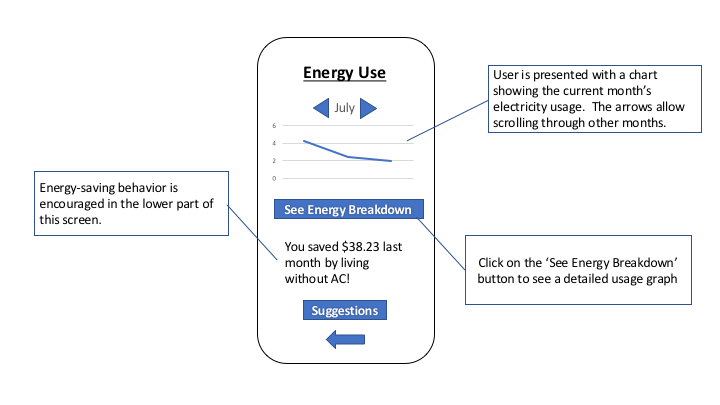 Energy Use
July
6
4
2
0
See Energy Breakdown
You saved $38.23 last
month by living
without AC!
Suggestions
User is presented with a chart
showing the current month's
electricity usage.  The arrows allow
scrolling through other months.
Energy-saving behavior is
encouraged in the lower part of
this screen.
Click on the ‘See Energy Breakdown’
button to see a detailed usage graph